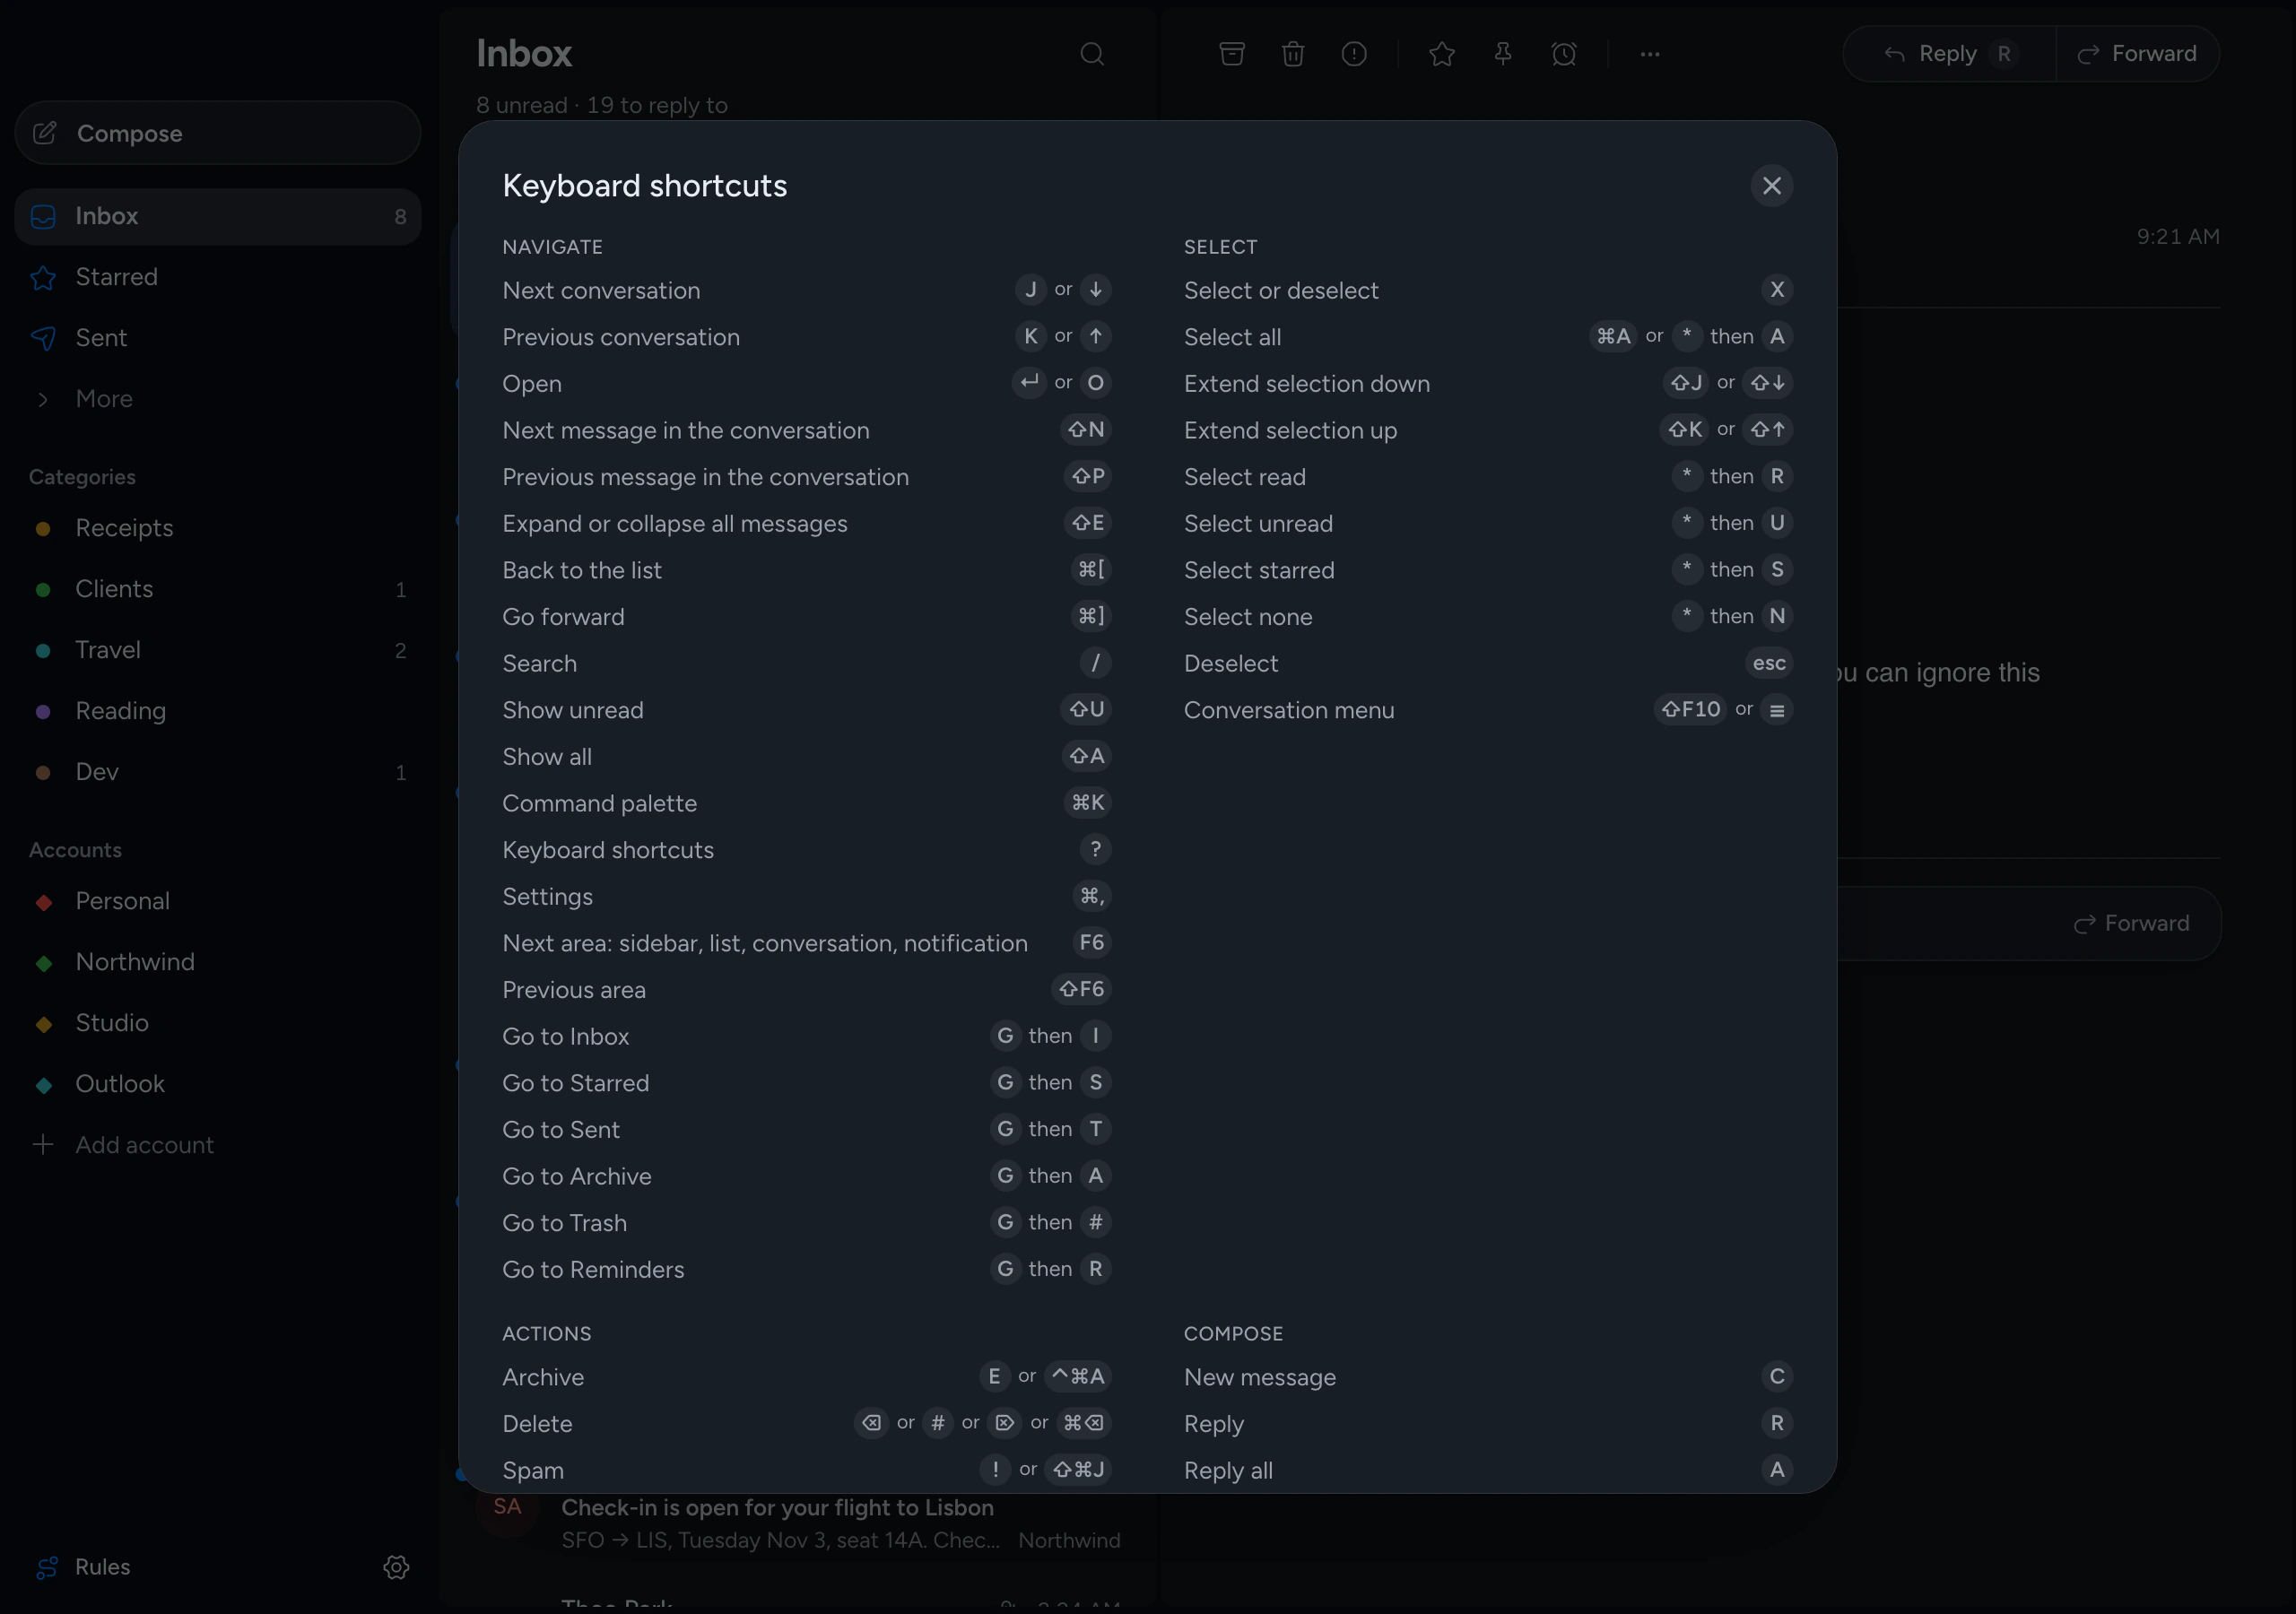 Inbox
8 unread · 19 to reply to
Reply R
Forward
Compose
Inbox 8
Starred
Sent
More
Categories
Receipts
Clients 1
Travel 2
Reading
Dev 1
Accounts
Personal
Northwind
Studio
Outlook
Add account
Rules
Keyboard shortcuts
NAVIGATE
Next conversation J or ↓
Previous conversation K or ↑
Open ↵ or O
Next message in the conversation ⇧N
Previous message in the conversation ⇧P
Expand or collapse all messages ⇧E
Back to the list ⌘[
Go forward ⌘]
Search /
Show unread ⇧U
Show all ⇧A
Command palette ⌘K
Keyboard shortcuts ?
Settings ⌘,
Next area: sidebar, list, conversation, notification F6
Previous area ⇧F6
Go to Inbox G then I
Go to Starred G then S
Go to Sent G then T
Go to Archive G then A
Go to Trash G then #
Go to Reminders G then R
SELECT
Select or deselect X
Select all ⌘A or * then A
Extend selection down ⇧J or ⇧↓
Extend selection up ⇧K or ⇧↑
Select read * then R
Select unread * then U
Select starred * then S
Select none * then N
Deselect esc
Conversation menu ⇧F10 or ≡
ACTIONS
Archive E or ^⌘A
Delete ⌫ or # or ⌦ or ⌘⌫
Spam ! or ⇧⌘J
COMPOSE
New message C
Reply R
Reply all A
9:21 AM
can ignore this
Forward
SA
Check-in is open for your flight to Lisbon
SFO → LIS, Tuesday Nov 3, seat 14A. Chec... Northwind